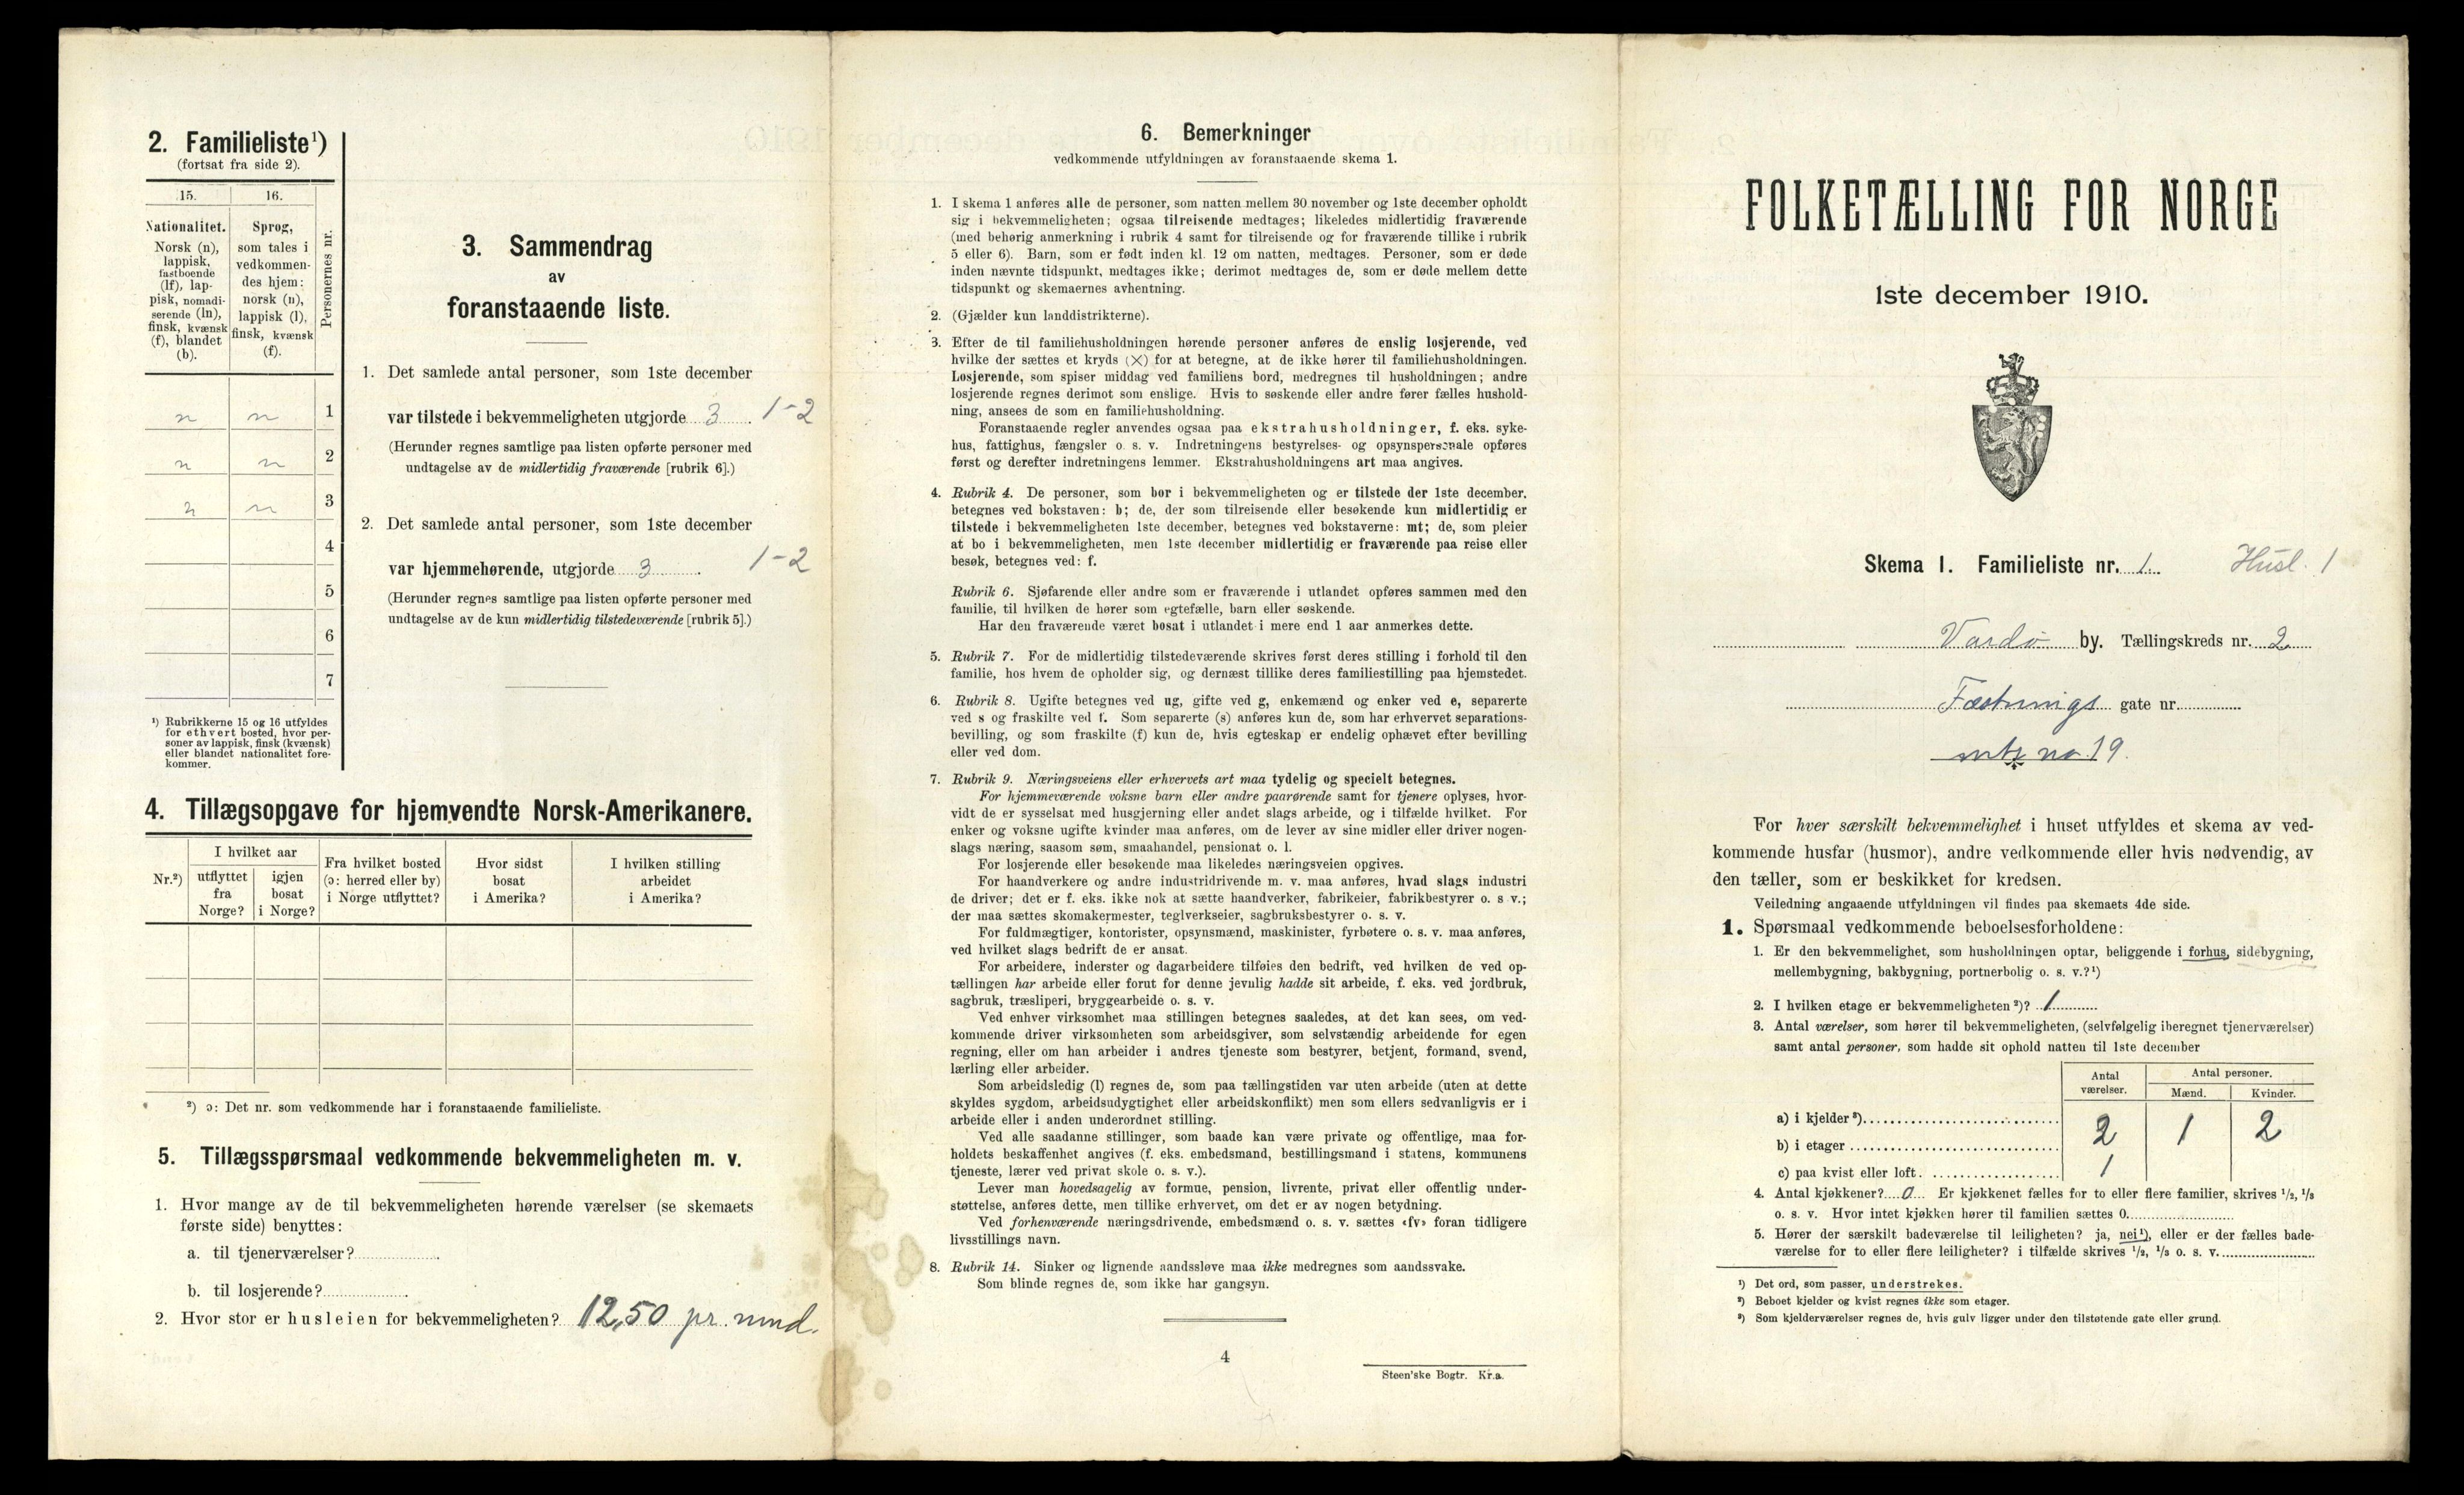 2. Familieliste¹)
(fortsat fra side 2).
15.
16.
Personernes nr.
Nationalitet.
Norsk (n),
lappisk,
fastboende
(lf), lap-
pisk, nomadi-
serende (ln),
finsk, kvænsk
(f), blandet
(b).
Sprog,
som tales i
vedkommen-
des hjem:
norsk (n),
lappisk (l),
finsk, kvænsk
(f).
n n 1
n n 2
n n 3
4
5
6
7
¹) Rubrikkerne 15 og 16 utfyldes
for ethvert bosted, hvor per-
soner av lappisk, finsk (kvænsk)
eller blandet nationalitet fore-
kommer.
3. Sammendrag
av
foranstaaende liste.
1. Det samlede antal personer, som 1ste december
var tilstede i bekvemmeligheten utgjorde 3. 1-2
(Herunder regnes samtlige paa listen opførte personer med
undtagelse av de midlertidig fraværende [rubrik 6].)
2. Det samlede antal personer, som 1ste december
var hjemmehørende, utgjorde 3. 1-2
(Herunder regnes samtlige paa listen opførte personer med
undtagelse av de kun midlertidig tilstedeværende [rubrik 5].)
4. Tillægsopgave for hjemvendte Norsk-Amerikanere.
Nr.²)
I hvilket aar
utflyttet
fra
Norge?
igjen
bosat
i Norge?
Fra hvilket bosted
(ɔ: herred eller by)
i Norge utflyttet?
Hvor sidst
bosat
i Amerika?
I hvilken stilling
arbeidet
i Amerika?
²) ɔ: Det nr. som vedkommende har i foranstaaende familieliste.
5. Tillægsspørsmaal vedkommende bekvemmeligheten m. v.
1. Hvor mange av de til bekvemmeligheten hørende værelser (se skemaets
første side) benyttes:
a. til tjenerværelser?
b. til losjerende?
2. Hvor stor er husleien for bekvemmeligheten? 12,50 pr. mnd.
6. Bemerkninger
vedkommende utfyldningen av foranstaaende skema 1.
1. I skema 1 anføres alle de personer, som natten mellem 30 november og 1ste december opholdt
sig i bekvemmeligheten; ogsaa tilreisende medtages; likeledes midlertidig fraværende
(med behørig anmerkning i rubrik 4 samt for tilreisende og for fraværende tillike i rubrik
5 eller 6). Barn, som er født inden kl. 12 om natten, medtages. Personer, som er døde
inden nævnte tidspunkt, medtages ikke; derimot medtages de, som er døde mellem dette
tidspunkt og skemaernes avhentning.
2. (Gjælder kun landdistrikterne).
3. Efter de til familiehusholdningen hørende personer anføres de enslig losjerende, ved
hvilke der sættes et kryds (×) for at betegne, at de ikke hører til familiehusholdningen.
Losjerende, som spiser middag ved familiens bord, medregnes til husholdningen; andre
losjerende regnes derimot som enslige. Hvis to søskende eller andre fører fælles hushold-
ning, ansees de som en familiehusholdning.
Foranstaaende regler anvendes ogsaa paa ekstrahusholdninger, f. eks. syke-
hus, fattighus, fængsler o. s. v. Indretningens bestyrelses- og opsynspersonale opføres
først og derefter indretningens lemmer. Ekstrahusholdningens art maa angives.
4. Rubrik 4. De personer, som bor i bekvemmeligheten og er tilstede der 1ste december,
betegnes ved bokstaven: b; de, der som tilreisende eller besøkende kun midlertidig er
tilstede i bekvemmeligheten 1ste december, betegnes ved bokstaverne: mt; de, som pleier
at bo i bekvemmeligheten, men 1ste december midlertidig er fraværende paa reise eller
besøk, betegnes ved: f.
Rubrik 6. Sjøfarende eller andre som er fraværende i utlandet opføres sammen med den
familie, til hvilken de hører som egtefælle, barn eller søskende.
Har den fraværende været bosat i utlandet i mere end 1 aar anmerkes dette.
5. Rubrik 7. For de midlertidig tilstedeværende skrives først deres stilling i forhold til den
familie, hos hvem de opholder sig, og dernæst tillike deres familiestilling paa hjemstedet.
6. Rubrik 8. Ugifte betegnes ved ug, gifte ved g, enkemænd og enker ved e, separerte
ved s og fraskilte ved f. Som separerte (s) anføres kun de, som har erhvervet separations-
bevilling, og som fraskilte (f) kun de, hvis egteskap er endelig ophævet efter bevilling
eller ved dom.
7. Rubrik 9. Næringsveiens eller erhvervets art maa tydelig og specielt betegnes.
For hjemmeværende voksne barn eller andre paarørende samt for tjenere oplyses, hvor-
vidt de er sysselsat med husgjerning eller andet slags arbeide, og i tilfælde hvilket. For
enker og voksne ugifte kvinder maa anføres, om de lever av sine midler eller driver nogen-
slags næring, saasom søm, smaahandel, pensionat o. l.
For losjerende eller besøkende maa likeledes næringsveien opgives.
For haandverkere og andre industridrivende m. v. maa anføres, hvad slags industri
de driver; det er f. eks. ikke nok at sætte haandverker, fabrikeier, fabrikbestyrer o. s v.;
der maa sættes skomakermester, teglverkseier, sagbruksbestyrer o. s. v.
For fuldmægtiger, kontorister, opsynsmænd, maskinister, fyrbøtere o. s. v. maa anføres,
ved hvilket slags bedrift de er ansat.
For arbeidere, inderster og dagarbeidere tilføies den bedrift, ved hvilken de ved op-
tællingen har arbeide eller forut for denne jevnlig hadde sit arbeide, f. eks. ved jordbruk,
sagbruk, træsliperi, bryggearbeide o. s. v.
Ved enhver virksomhet maa stillingen betegnes saaledes, at det kan sees, om ved-
kommende driver virksomheten som arbeidsgiver, som selvstændig arbeidende for egen
regning, eller om han arbeider i andres tjeneste som bestyrer, betjent, formand, svend,
lærling eller arbeider.
Som arbeidsledig (l) regnes de, som paa tællingstiden var uten arbeide (uten at dette
skyldes sygdom, arbeidsudygtighet eller arbeidskonflikt) men som ellers sedvanligvis er i
arbeide eller i anden underordnet stilling.
Ved alle saadanne stillinger, som baade kan være private og offentlige, maa for-
holdets beskaffenhet angives (f. eks. embedsmand, bestillingsmand i statens, kommunens
tjeneste, lærer ved privat skole o. s. v.).
Lever man hovedsagelig av formue, pension, livrente, privat eller offentlig under-
støttelse, anføres dette, men tillike erhvervet, om det er av nogen betydning.
Ved forhenværende næringsdrivende, embedsmænd o. s. v. sættes «fv» foran tidligere
livsstillings navn.
8. Rubrik 14. Sinker og lignende aandssløve maa ikke medregnes som aandssvake.
Som blinde regnes de, som ikke har gangsyn.
4
Steen'ske Bogtr. Kr.a.
FOLKETÆLLING FOR NORGE
1ste december 1910.
Skema 1. Familieliste nr. 1. Husl. 1
Vardø by. Tællingskreds nr. 2
Fæstnings gate nr.
mtr no 19.
For hver særskilt bekvemmelighet i huset utfyldes et skema av ved-
kommende husfar (husmor), andre vedkommende eller hvis nødvendig, av
den tæller, som er beskikket for kredsen.
Veiledning angaaende utfyldningen vil findes paa skemaets 4de side.
1. Spørsmaal vedkommende beboelsesforholdene:
1. Er den bekvemmelighet, som husholdningen optar, beliggende i forhus, sidebygning,
mellembygning, bakbygning, portnerbolig o. s. v.?¹)
2. I hvilken etage er bekvemmeligheten²)? 1
3. Antal værelser, som hører til bekvemmeligheten, (selvfølgelig iberegnet tjenerværelser)
samt antal personer, som hadde sit ophold natten til 1ste december
Antal
værelser.
Antal personer.
Mænd. Kvinder.
a) i kjelder³)
b) i etager 2 1 2
c) paa kvist eller loft. 1
4. Antal kjøkkener? 0 Er kjøkkenet fælles for to eller flere familier, skrives ¹/₂, ¹/₃
o. s. v. Hvor intet kjøkken hører til familien sættes 0.
5. Hører der særskilt badeværelse til leiligheten? ja, nei¹), eller er der fælles bade-
værelse for to eller flere leiligheter? i tilfælde skrives ¹/₂, ¹/₃ o. s. v.
¹) Det ord, som passer, understrekes.
²) Beboet kjelder og kvist regnes ikke som etager.
³) Som kjelderværelser regnes de, hvis gulv ligger under den tilstøtende gate eller grund.